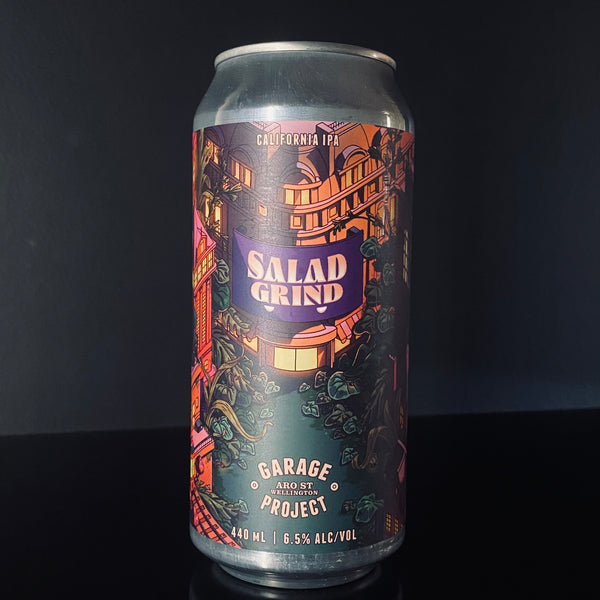 CALIFORNIA IPA
SALAD
GRIND
GARAGE
ARO ST
WELLINGTON
PROJECT
440 ML | 6.5% ALC/VOL